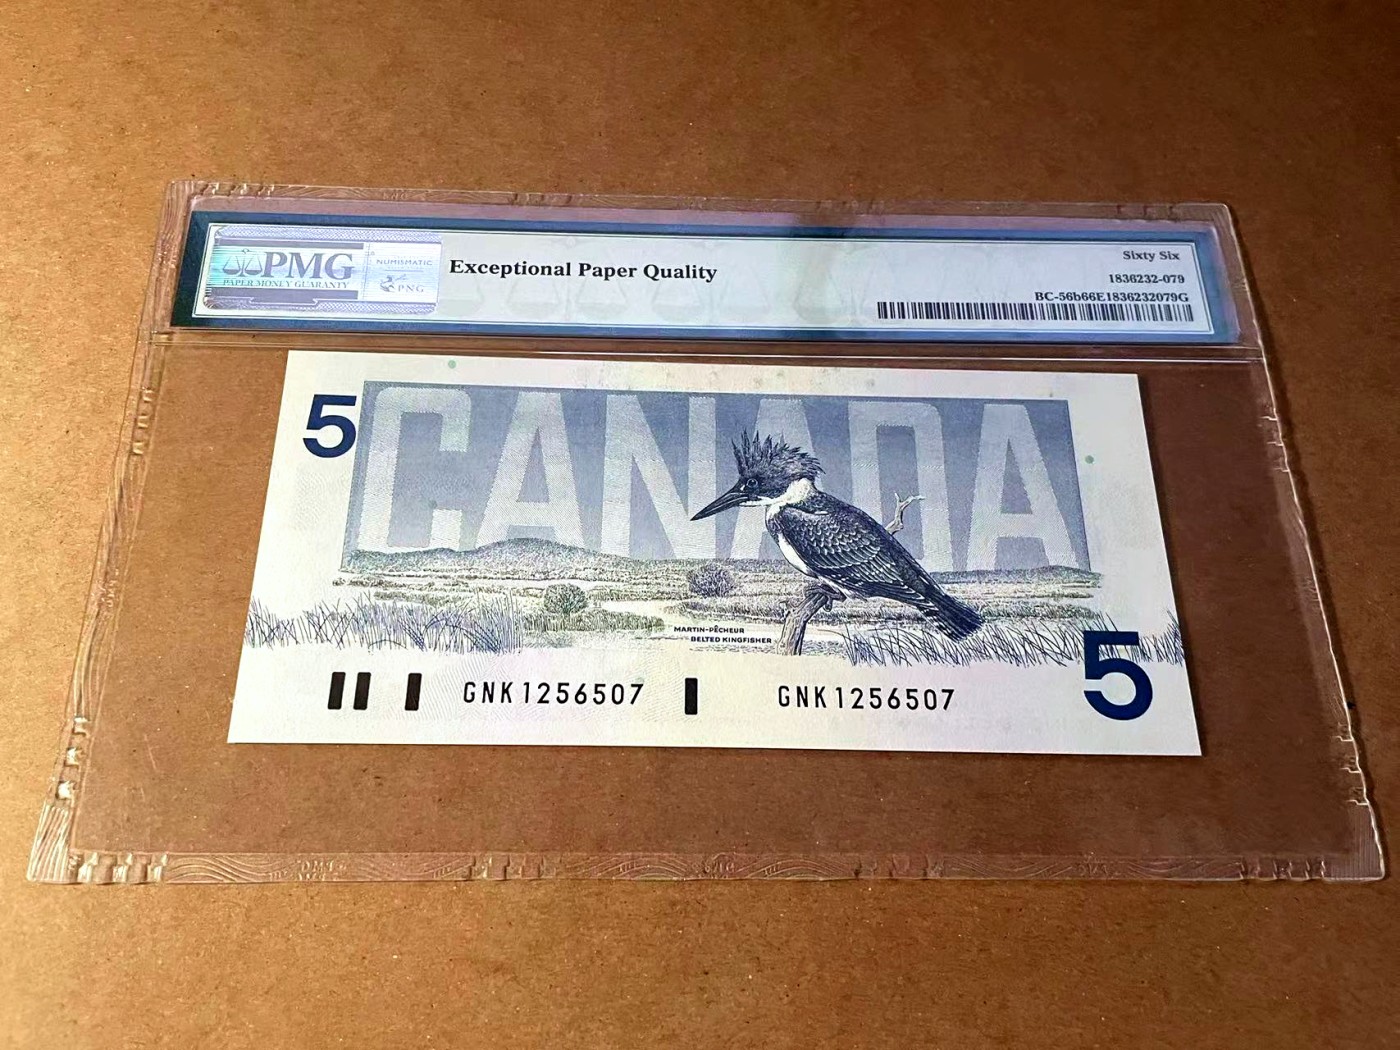 PMG
PAPER MONEY GUARANTY
NUMISMATIC
PNG
Exceptional Paper Quality
Sixty Six
1836232-079
BC-56b66E1836232079G
5
CANADA
MARTIN-PÊCHEUR
BELTED KINGFISHER
GNK1256507
GNK1256507
5